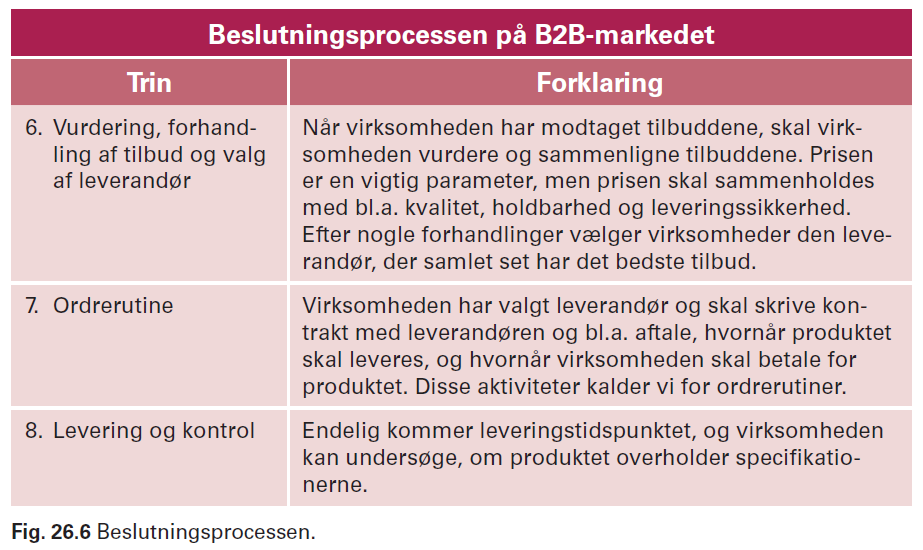 Beslutningsprocessen på B2B-markedet
Trin
Forklaring
6. Vurdering, forhand-
ling af tilbud og valg
af leverandør
Når virksomheden har modtaget tilbuddene, skal virk-
somheden vurdere og sammenligne tilbuddene. Prisen
er en vigtig parameter, men prisen skal sammenholdes
med bl.a. kvalitet, holdbarhed og leveringssikkerhed.
Efter nogle forhandlinger vælger virksomheder den leve-
randør, der samlet set har det bedste tilbud.
7. Ordrerutine
Virksomheden har valgt leverandør og skal skrive kon-
trakt med leverandøren og bl.a. aftale, hvornår produktet
skal leveres, og hvornår virksomheden skal betale for
produktet. Disse aktiviteter kalder vi for ordrerutiner.
8. Levering og kontrol
Endelig kommer leveringstidspunktet, og virksomheden
kan undersøge, om produktet overholder specifikatio-
nerne.
Fig. 26.6 Beslutningsprocessen.